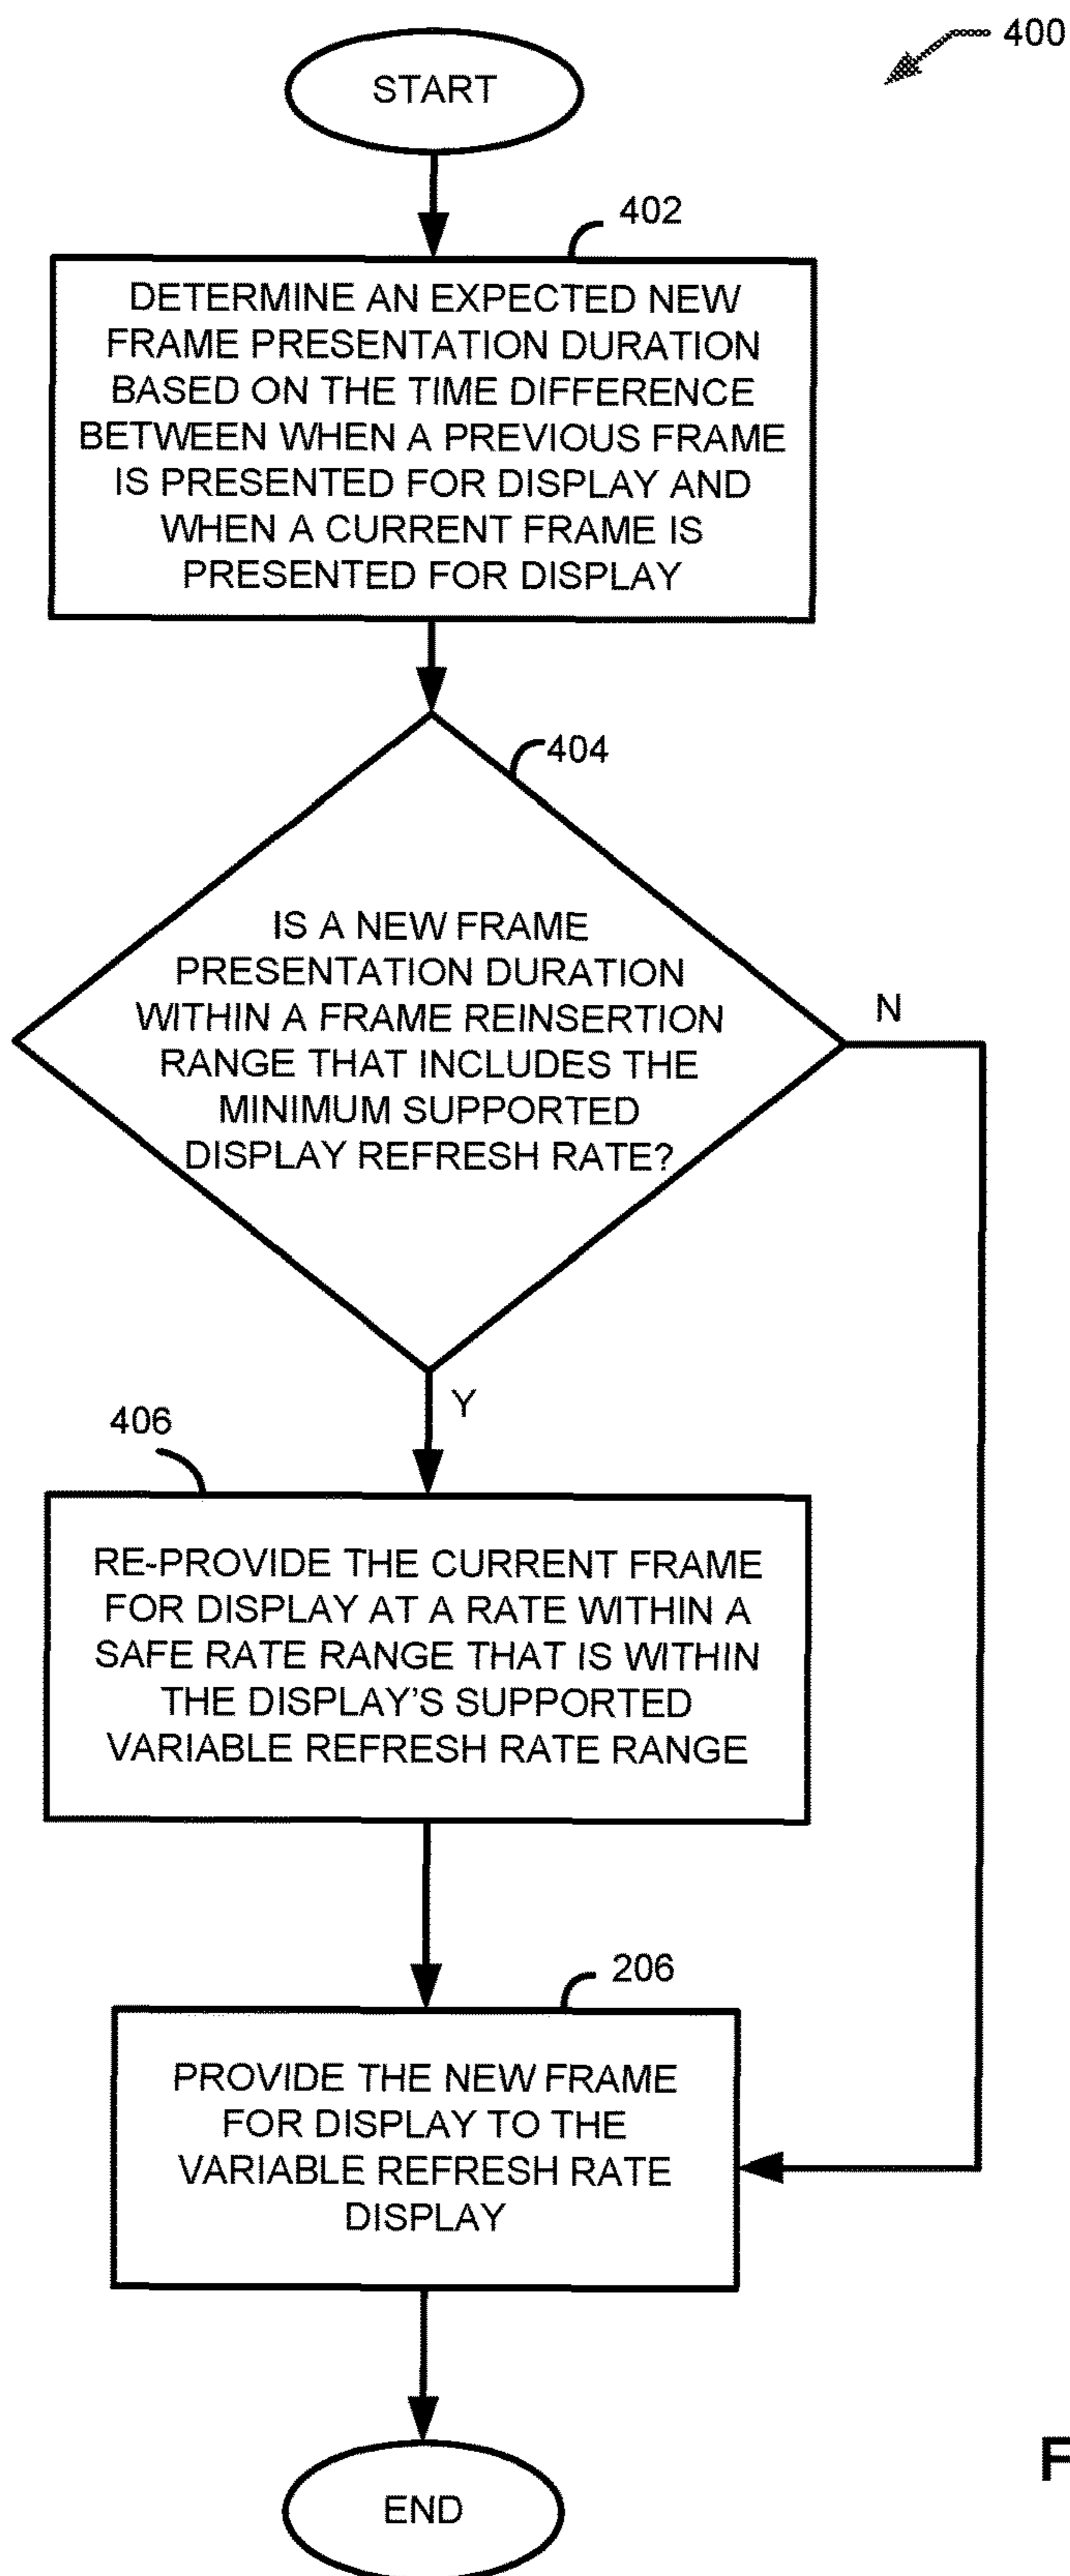 400
START
402
DETERMINE AN EXPECTED NEW
FRAME PRESENTATION DURATION
BASED ON THE TIME DIFFERENCE
BETWEEN WHEN A PREVIOUS FRAME
IS PRESENTED FOR DISPLAY AND
WHEN A CURRENT FRAME IS
PRESENTED FOR DISPLAY
404
IS A NEW FRAME
PRESENTATION DURATION
WITHIN A FRAME REINSERTION
RANGE THAT INCLUDES THE
MINIMUM SUPPORTED
DISPLAY REFRESH RATE?
N
Y
406
RE-PROVIDE THE CURRENT FRAME
FOR DISPLAY AT A RATE WITHIN A
SAFE RATE RANGE THAT IS WITHIN
THE DISPLAY'S SUPPORTED
VARIABLE REFRESH RATE RANGE
206
PROVIDE THE NEW FRAME
FOR DISPLAY TO THE
VARIABLE REFRESH RATE
DISPLAY
END
F